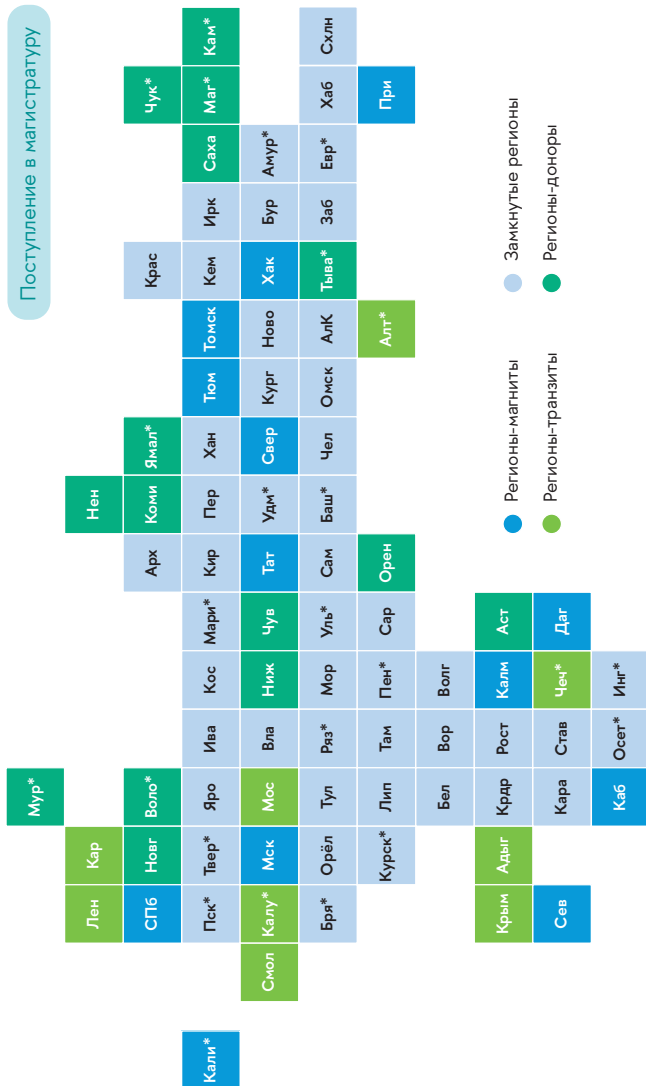 Поступление в магистратуру
Мур*
Лен Кар Нен
СПб Новг Воло* Арх Коми Ямал* Крас Чук*
Кали* Пск* Твер* Яро Ива Кос Мари* Кир Пер Хан Тюм Томск Кем Ирк Саха Маг* Кам*
Смол Калу* Мск Мос Вла Ниж Чув Тат Удм* Свер Кург Ново Хак Бур Амур*
Бря* Орёл Тул Ряз* Мор Уль* Сам Баш* Чел Омск АлК Тыва* Заб Евр* Хаб Схлн
Курск* Лип Там Пен* Сар Орен Алт* При
Бел Вор Волг
Крым Адыг Крдр Рост Калм Аст
Сев Кара Став Чеч* Даг
Каб Осет* Инг*
Регионы-магниты Замкнутые регионы
Регионы-транзиты Регионы-доноры